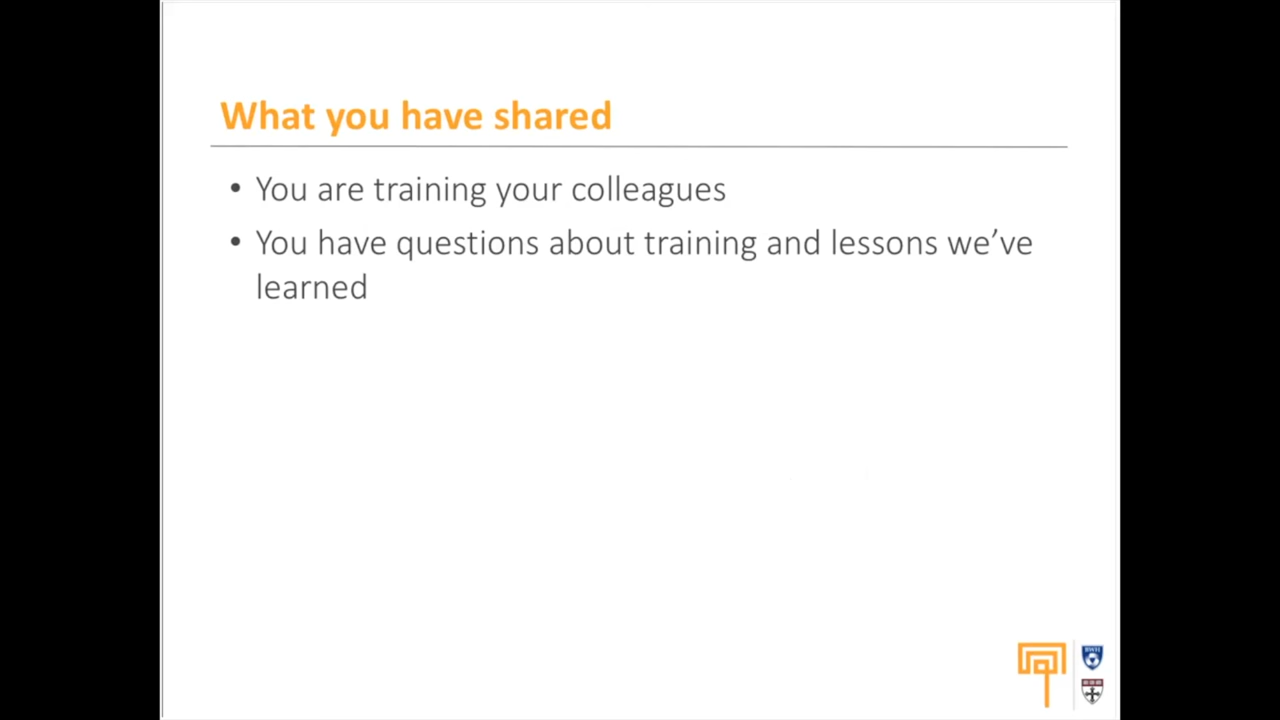 What you have shared
• You are training your colleagues
• You have questions about training and lessons we’ve
learned
BWH